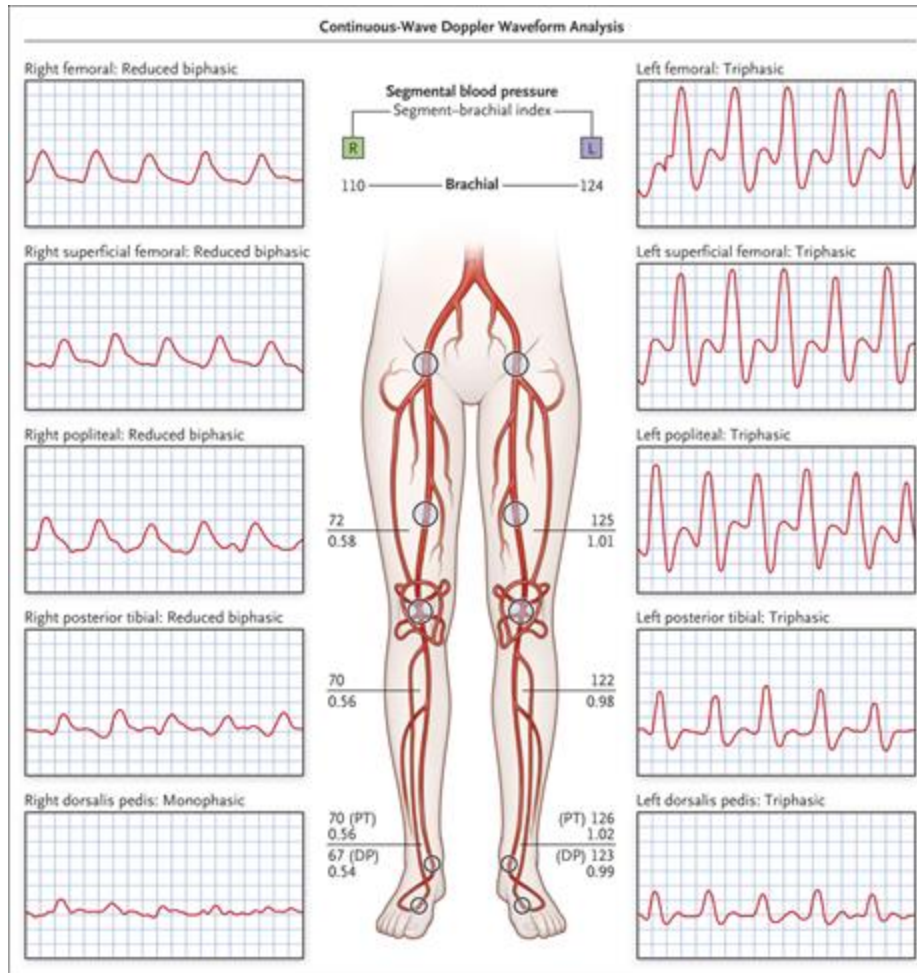 Continuous-Wave Doppler Waveform Analysis
Right femoral: Reduced biphasic
Segmental blood pressure
Segment–brachial index
R
L
110
Brachial
124
Left femoral: Triphasic
Right superficial femoral: Reduced biphasic
Left superficial femoral: Triphasic
Right popliteal: Reduced biphasic
Left popliteal: Triphasic
72
0.58
125
1.01
Right posterior tibial: Reduced biphasic
Left posterior tibial: Triphasic
70
0.56
122
0.98
Right dorsalis pedis: Monophasic
Left dorsalis pedis: Triphasic
70 (PT)
0.56
67 (DP)
0.54
(PT) 126
1.02
(DP) 123
0.99